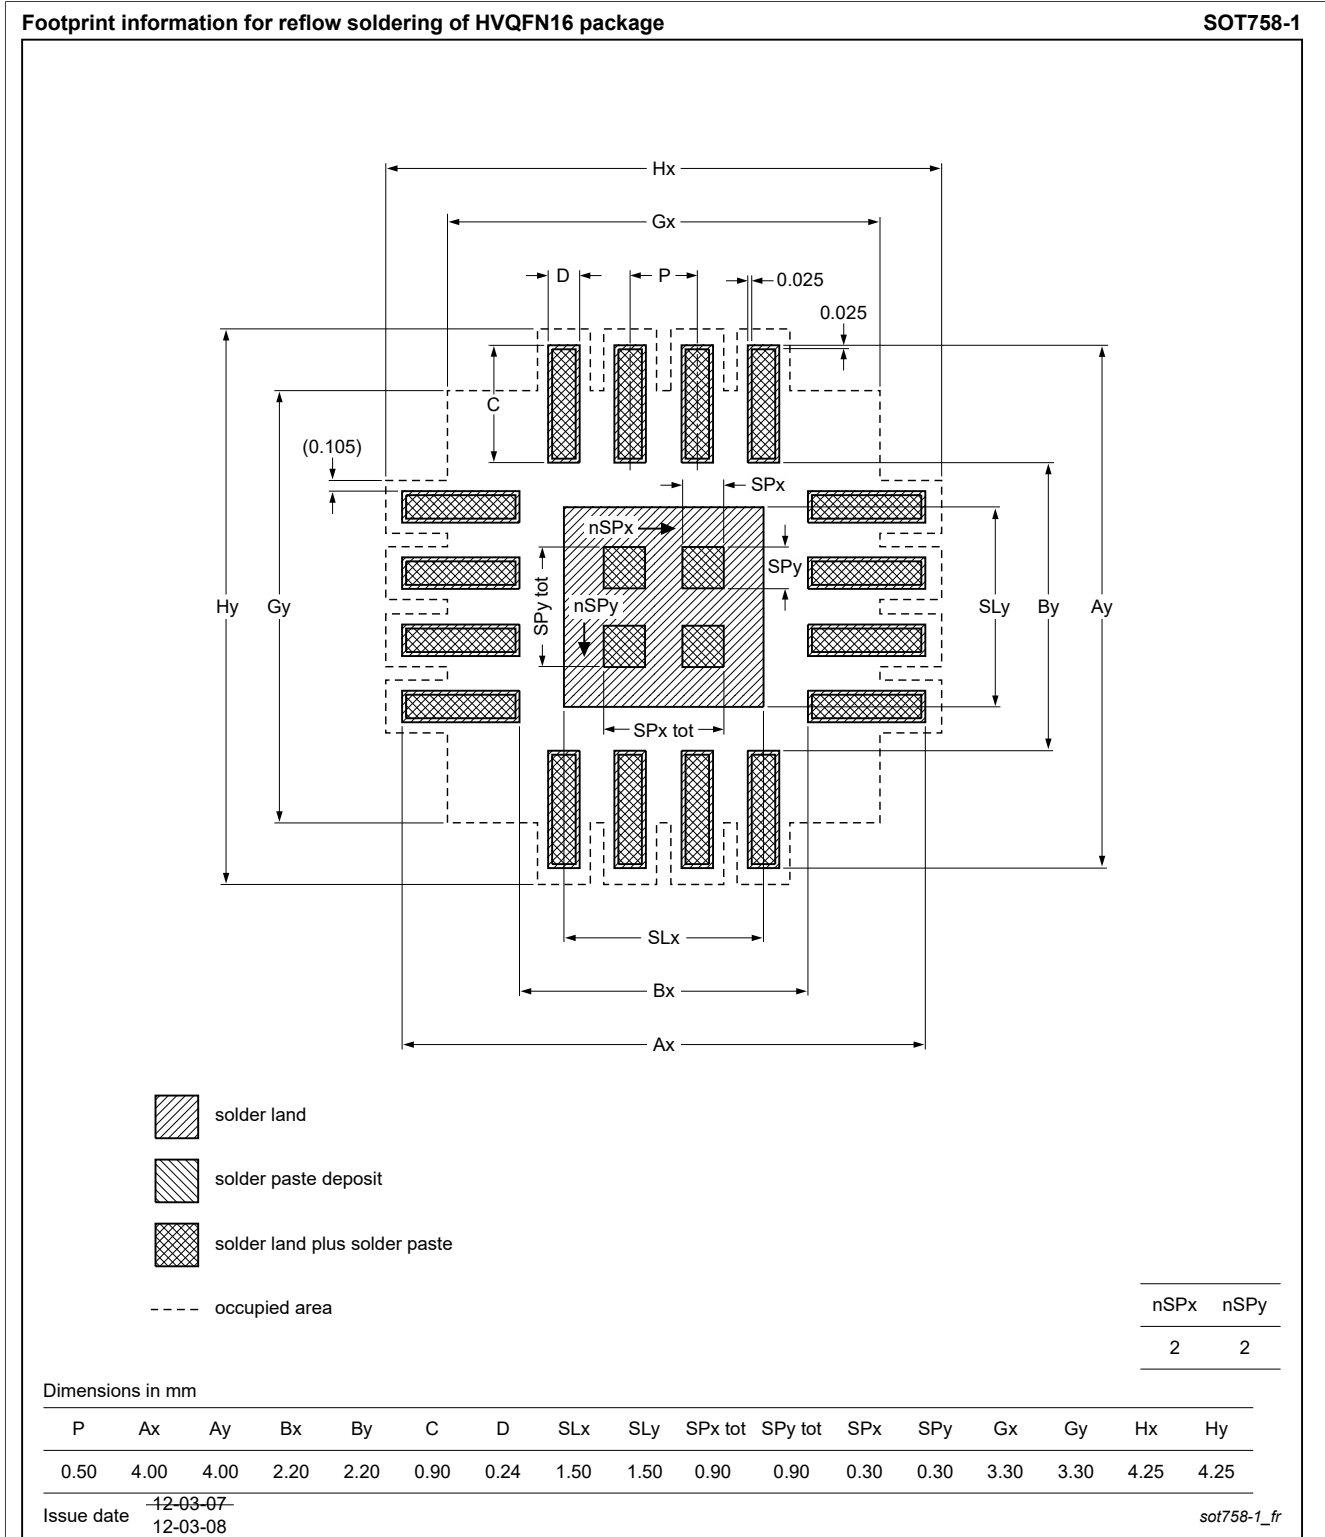 Footprint information for reflow soldering of HVQFN16 package SOT758-1
Hx
Gx
D P 0.025
0.025
C
(0.105)
SPx
nSPx
SPy
SPy tot
nSPy
Hy Gy SLy By Ay
SPx tot
SLx
Bx
Ax
solder land
solder paste deposit
solder land plus solder paste
occupied area
nSPx nSPy
2 2
Dimensions in mm
P Ax Ay Bx By C D SLx SLy SPx tot SPy tot SPx SPy Gx Gy Hx Hy
0.50 4.00 4.00 2.20 2.20 0.90 0.24 1.50 1.50 0.90 0.90 0.30 0.30 3.30 3.30 4.25 4.25
12-03-07
Issue date
12-03-08
sot758-1_fr